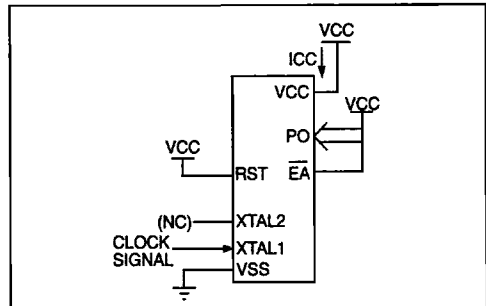 VCC
ICC
VCC
VCC
PO
VCC
RST
EA
(NC)
XTAL2
CLOCK
SIGNAL
XTAL1
VSS